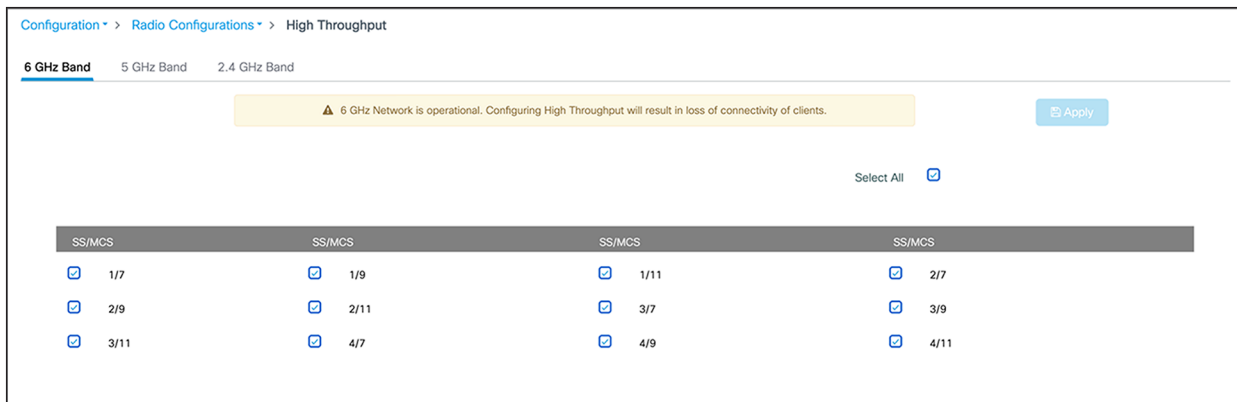 Configuration > Radio Configurations > High Throughput
6 GHz Band 5 GHz Band 2.4 GHz Band
6 GHz Network is operational. Configuring High Throughput will result in loss of connectivity of clients. Apply
Select All
SS/MCS SS/MCS SS/MCS SS/MCS
1/7 1/9 1/11 2/7
2/9 2/11 3/7 3/9
3/11 4/7 4/9 4/11